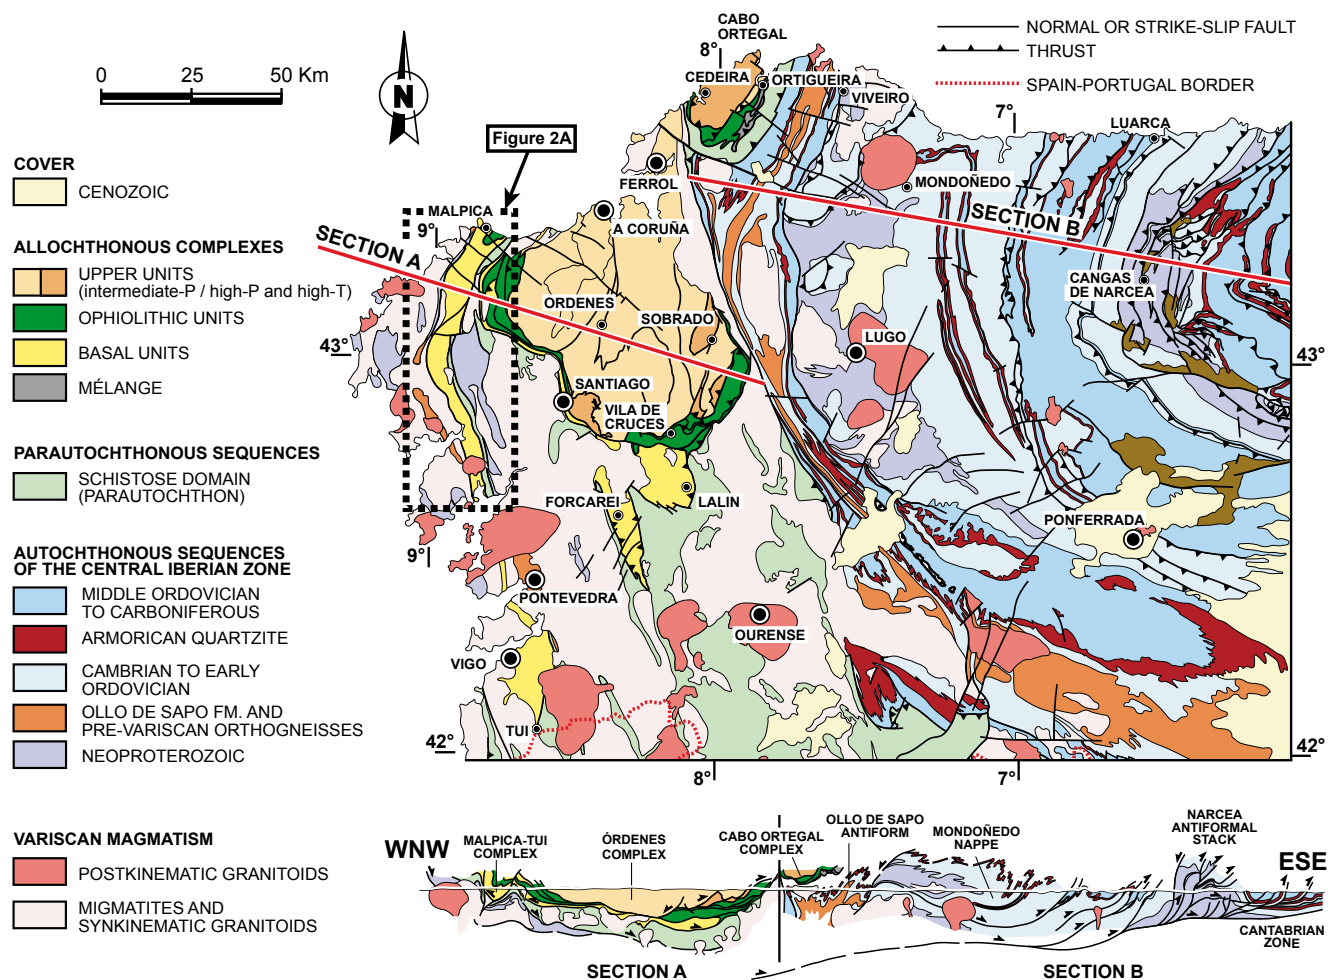 0 25 50 Km
N
Figure 2A
CABO
ORTEGAL
8°
NORMAL OR STRIKE-SLIP FAULT
THRUST
SPAIN-PORTUGAL BORDER
CEDEIRA
ORTIGUEIRA
VIVEIRO
7°
LUARCA
FERROL
MONDOÑEDO
MALPICA
9°
A CORUÑA
SECTION A
SECTION B
CANGAS
DE NARCEA
ORDENES
SOBRADO
43°
LUGO
43°
SANTIAGO
VILA DE
CRUCES
FORCAREI
LALIN
PONFERRADA
9°
PONTEVEDRA
OURENSE
VIGO
TUI
42°
42°
8°
7°
COVER
CENOZOIC
ALLOCHTHONOUS COMPLEXES
UPPER UNITS
(intermediate-P / high-P and high-T)
OPHIOLITHIC UNITS
BASAL UNITS
MÉLANGE
PARAUTOCHTHONOUS SEQUENCES
SCHISTOSE DOMAIN
(PARAUTOCHTHON)
AUTOCHTHONOUS SEQUENCES
OF THE CENTRAL IBERIAN ZONE
MIDDLE ORDOVICIAN
TO CARBONIFEROUS
ARMORICAN QUARTZITE
CAMBRIAN TO EARLY
ORDOVICIAN
OLLO DE SAPO FM. AND
PRE-VARISCAN ORTHOGNEISSES
NEOPROTEROZOIC
VARISCAN MAGMATISM
POSTKINEMATIC GRANITOIDS
MIGMATITES AND
SYNKINEMATIC GRANITOIDS
WNW
MALPICA-TUI
COMPLEX
ÓRDENES
COMPLEX
CABO ORTEGAL
COMPLEX
OLLO DE SAPO
ANTIFORM
MONDOÑEDO
NAPPE
NARCEA
ANTIFORMAL
STACK
ESE
CANTABRIAN
ZONE
SECTION A
SECTION B